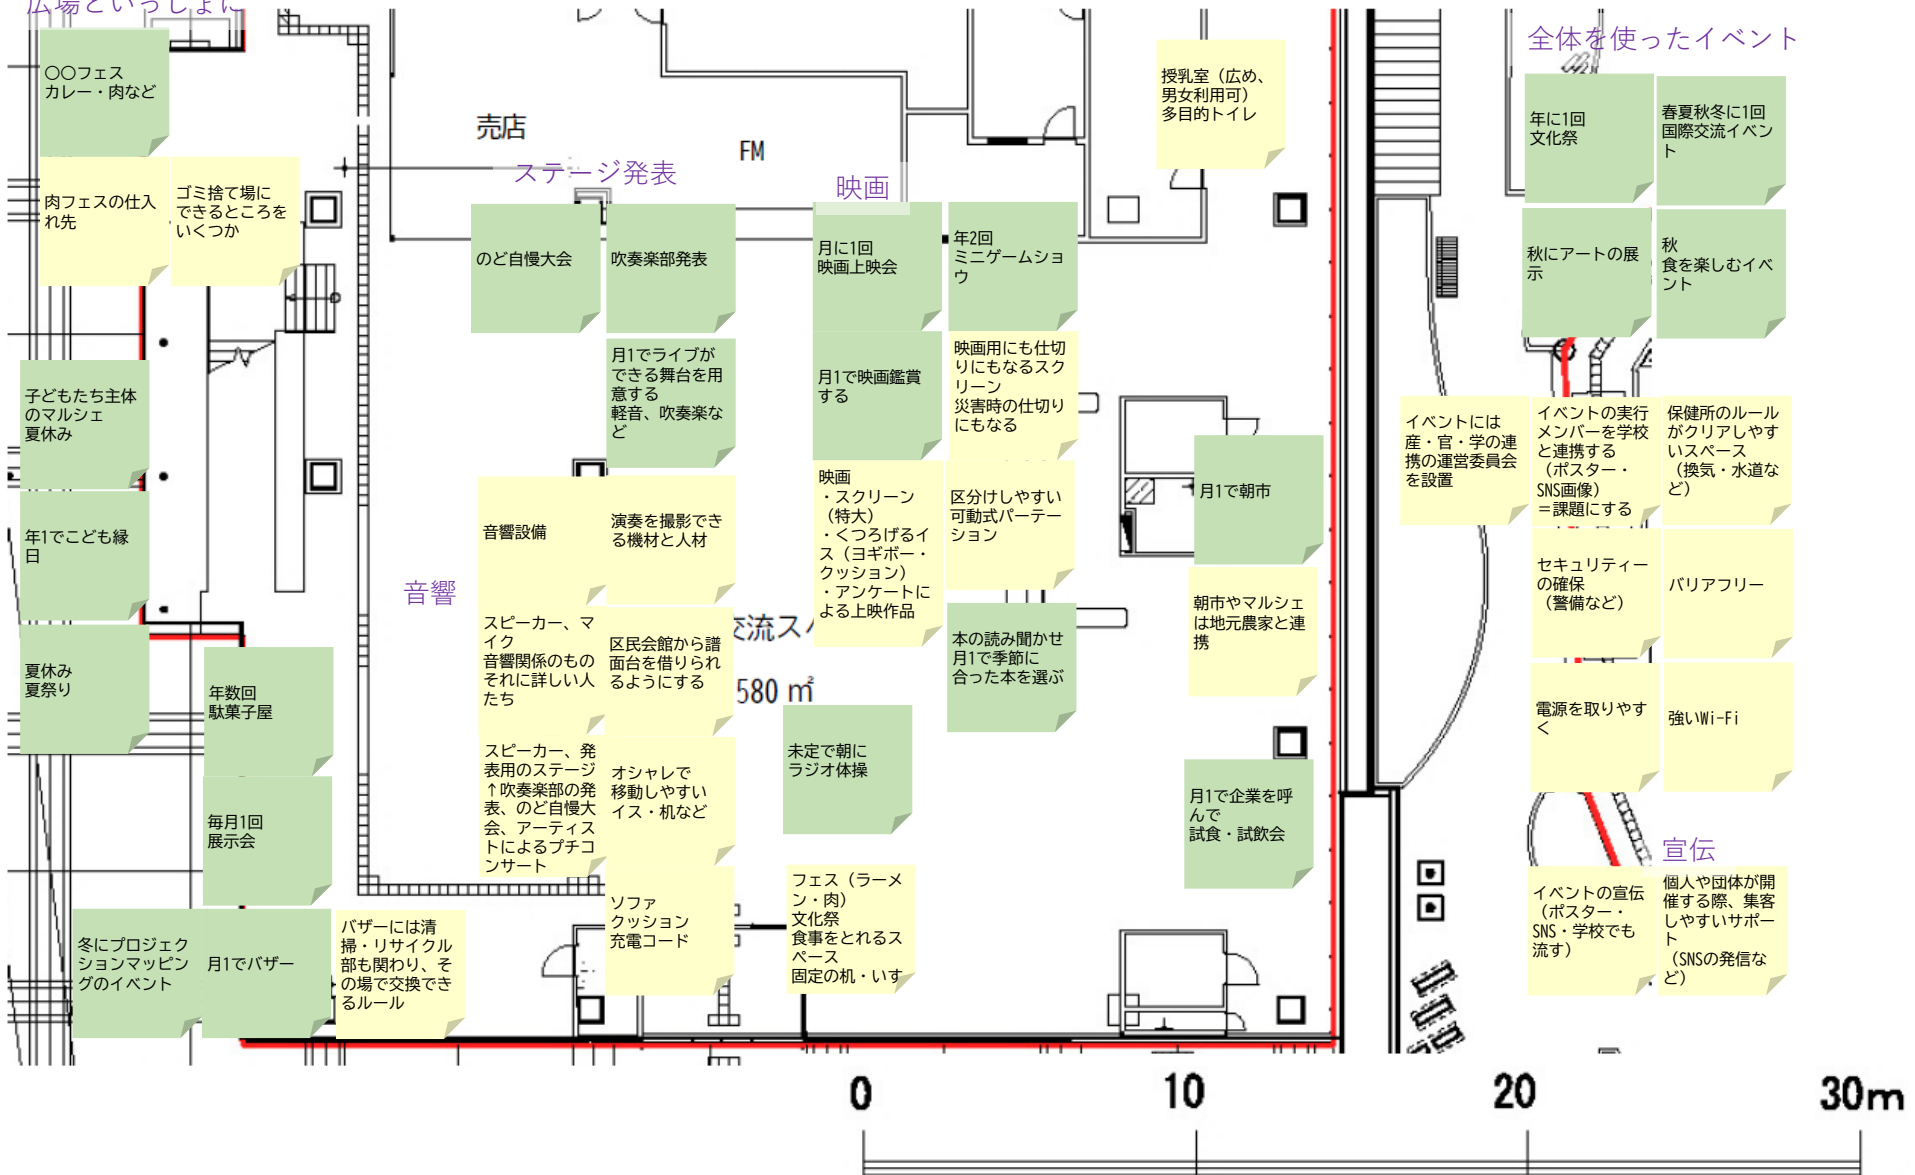 広場といっしょに
〇〇フェス
カレー・肉など
肉フェスの仕入
れ先
ゴミ捨て場に
できるところを
いくつか
子どもたち主体
のマルシェ
夏休み
年1でこども縁
日
夏休み
夏祭り
年数回
駄菓子屋
毎月1回
展示会
冬にプロジェク
ションマッピン
グのイベント
月1でバザー
バザーには清
掃・リサイクル
部も関わり、そ
の場で交換でき
るルール
売店
FM
ステージ発表
のど自慢大会
吹奏楽部発表
月1でライブが
できる舞台を用
意する
軽音、吹奏楽な
ど
音響
音響設備
演奏を撮影でき
る機材と人材
スピーカー、マ
イク
音響関係のもの
それに詳しい人
たち
区民会館から譜
面台を借りられ
るようにする
スピーカー、発
表用のステージ
↑吹奏楽部の発
表、のど自慢大
会、アーティス
トによるプチコ
ンサート
オシャレで
移動しやすい
イス・机など
ソファ
クッション
充電コード
交流ス
580 ㎡
映画
月に1回
映画上映会
年2回
ミニゲームショ
ウ
月1で映画鑑賞
する
映画用にも仕切
りにもなるスク
リーン
災害時の仕切り
にもなる
映画
・スクリーン
（特大）
・くつろげるイ
ス（ヨギボー・
クッション）
・アンケートに
よる上映作品
区分けしやすい
可動式パーテー
ション
本の読み聞かせ
月1で季節に
合った本を選ぶ
未定で朝に
ラジオ体操
フェス（ラーメ
ン・肉）
文化祭
食事をとれるス
ペース
固定の机・いす
授乳室（広め、
男女利用可）
多目的トイレ
月1で朝市
朝市やマルシェ
は地元農家と連
携
月1で企業を呼
んで
試食・試飲会
全体を使ったイベント
年に1回
文化祭
春夏秋冬に1回
国際交流イベン
ト
秋にアートの展
示
秋
食を楽しむイベ
ント
イベントには
産・官・学の連
携の運営委員会
を設置
イベントの実行
メンバーを学校
と連携する
（ポスター・
SNS画像）
＝課題にする
保健所のルール
がクリアしやす
いスペース
（換気・水道な
ど）
セキュリティー
の確保
（警備など）
バリアフリー
電源を取りやす
く
強いWi-Fi
宣伝
イベントの宣伝
（ポスター・
SNS・学校でも
流す）
個人や団体が開
催する際、集客
しやすいサポー
ト
（SNSの発信な
ど）
0 10 20 30m